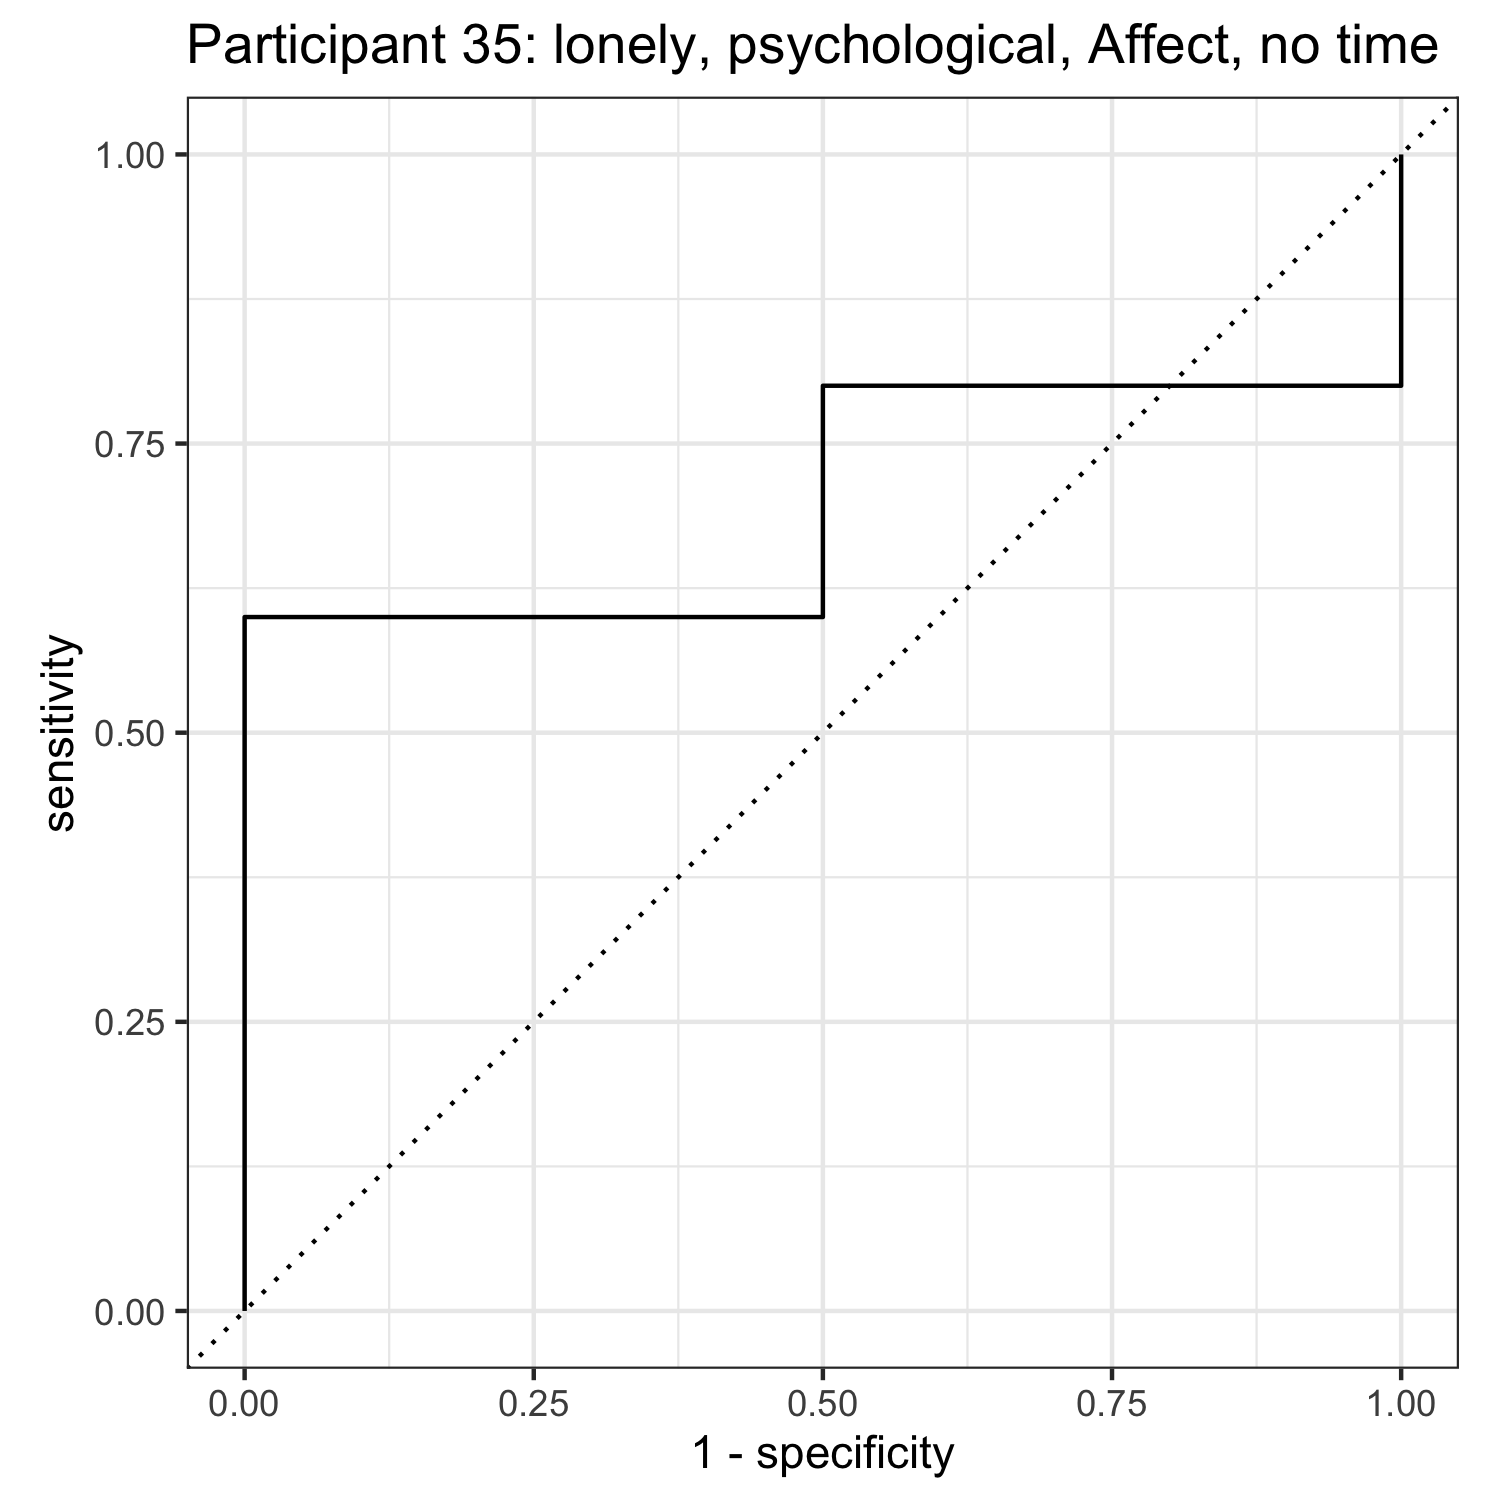 Participant 35: lonely, psychological, Affect, no time
1.00
0.75
0.50
0.25
0.00
sensitivity
0.00 0.25 0.50 0.75 1.00
1 - specificity